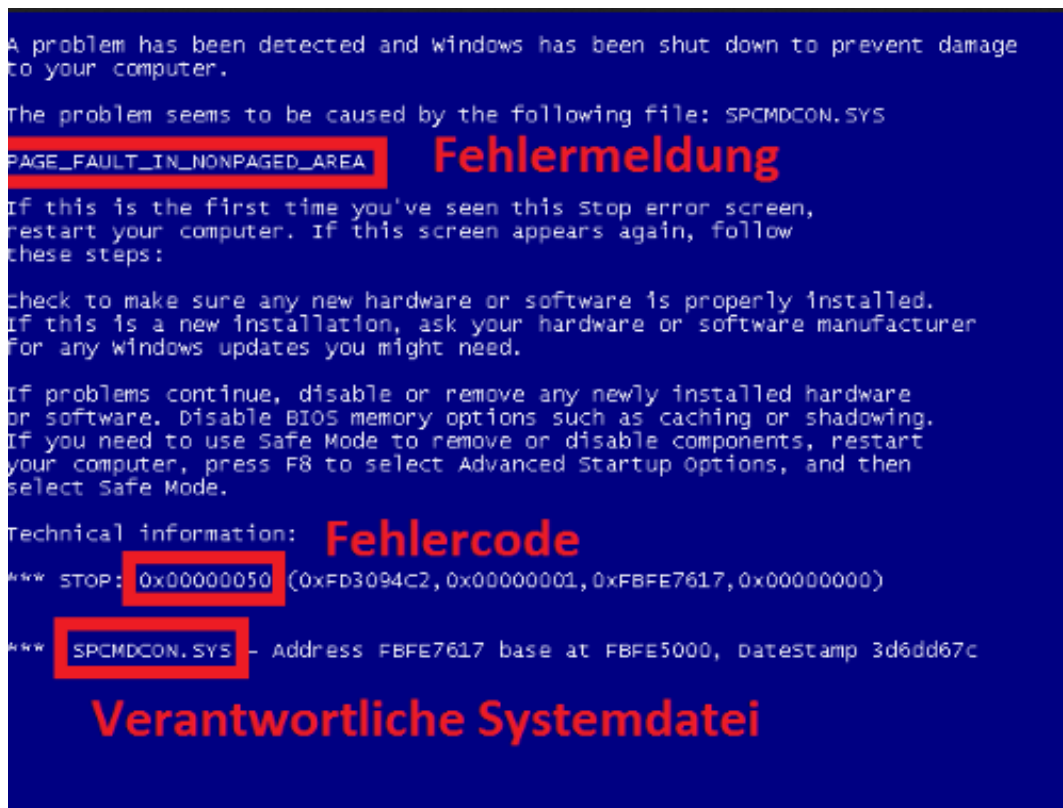 A problem has been detected and Windows has been shut down to prevent damage
to your computer.
The problem seems to be caused by the following file: SPCMDCON.SYS
PAGE_FAULT_IN_NONPAGED_AREA Fehlermeldung
If this is the first time you've seen this Stop error screen,
restart your computer. If this screen appears again, follow
these steps:
Check to make sure any new hardware or software is properly installed.
If this is a new installation, ask your hardware or software manufacturer
for any Windows updates you might need.
If problems continue, disable or remove any newly installed hardware
or software. Disable BIOS memory options such as caching or shadowing.
If you need to use Safe Mode to remove or disable components, restart
your computer, press F8 to select Advanced Startup Options, and then
select Safe Mode.
Technical information: Fehlercode
*** STOP: 0x00000050 (0xFD3094C2,0x00000001,0xFBFE7617,0x00000000)
*** SPCMDCON.SYS - Address FBFE7617 base at FBFE5000, DateStamp 3d6dd67c
Verantwortliche Systemdatei